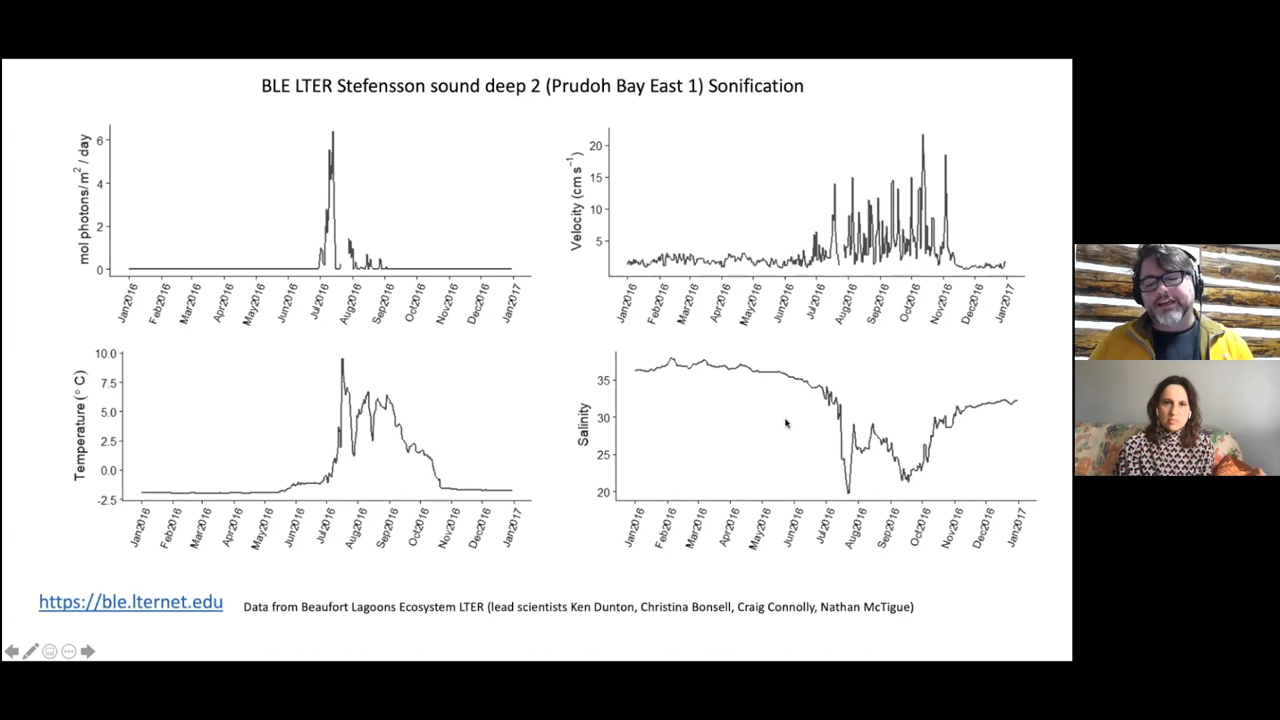 BLE LTER Stefensson sound deep 2 (Prudoh Bay East 1) Sonification
mol photons/m2 / day
6
4
2
0
Jan2016
Feb2016
Mar2016
Apr2016
May2016
Jun2016
Jul2016
Aug2016
Sep2016
Oct2016
Nov2016
Dec2016
Jan2017
Velocity (cm s−1)
20
15
10
5
Jan2016
Feb2016
Mar2016
Apr2016
May2016
Jun2016
Jul2016
Aug2016
Sep2016
Oct2016
Nov2016
Dec2016
Jan2017
Temperature (° C)
10.0
7.5
5.0
2.5
0.0
-2.5
Jan2016
Feb2016
Mar2016
Apr2016
May2016
Jun2016
Jul2016
Aug2016
Sep2016
Oct2016
Nov2016
Dec2016
Jan2017
Salinity
35
30
25
20
Jan2016
Feb2016
Mar2016
Apr2016
May2016
Jun2016
Jul2016
Aug2016
Sep2016
Oct2016
Nov2016
Dec2016
Jan2017
https://ble.lternet.edu
Data from Beaufort Lagoons Ecosystem LTER (lead scientists Ken Dunton, Christina Bonsell, Craig Connolly, Nathan McTigue)